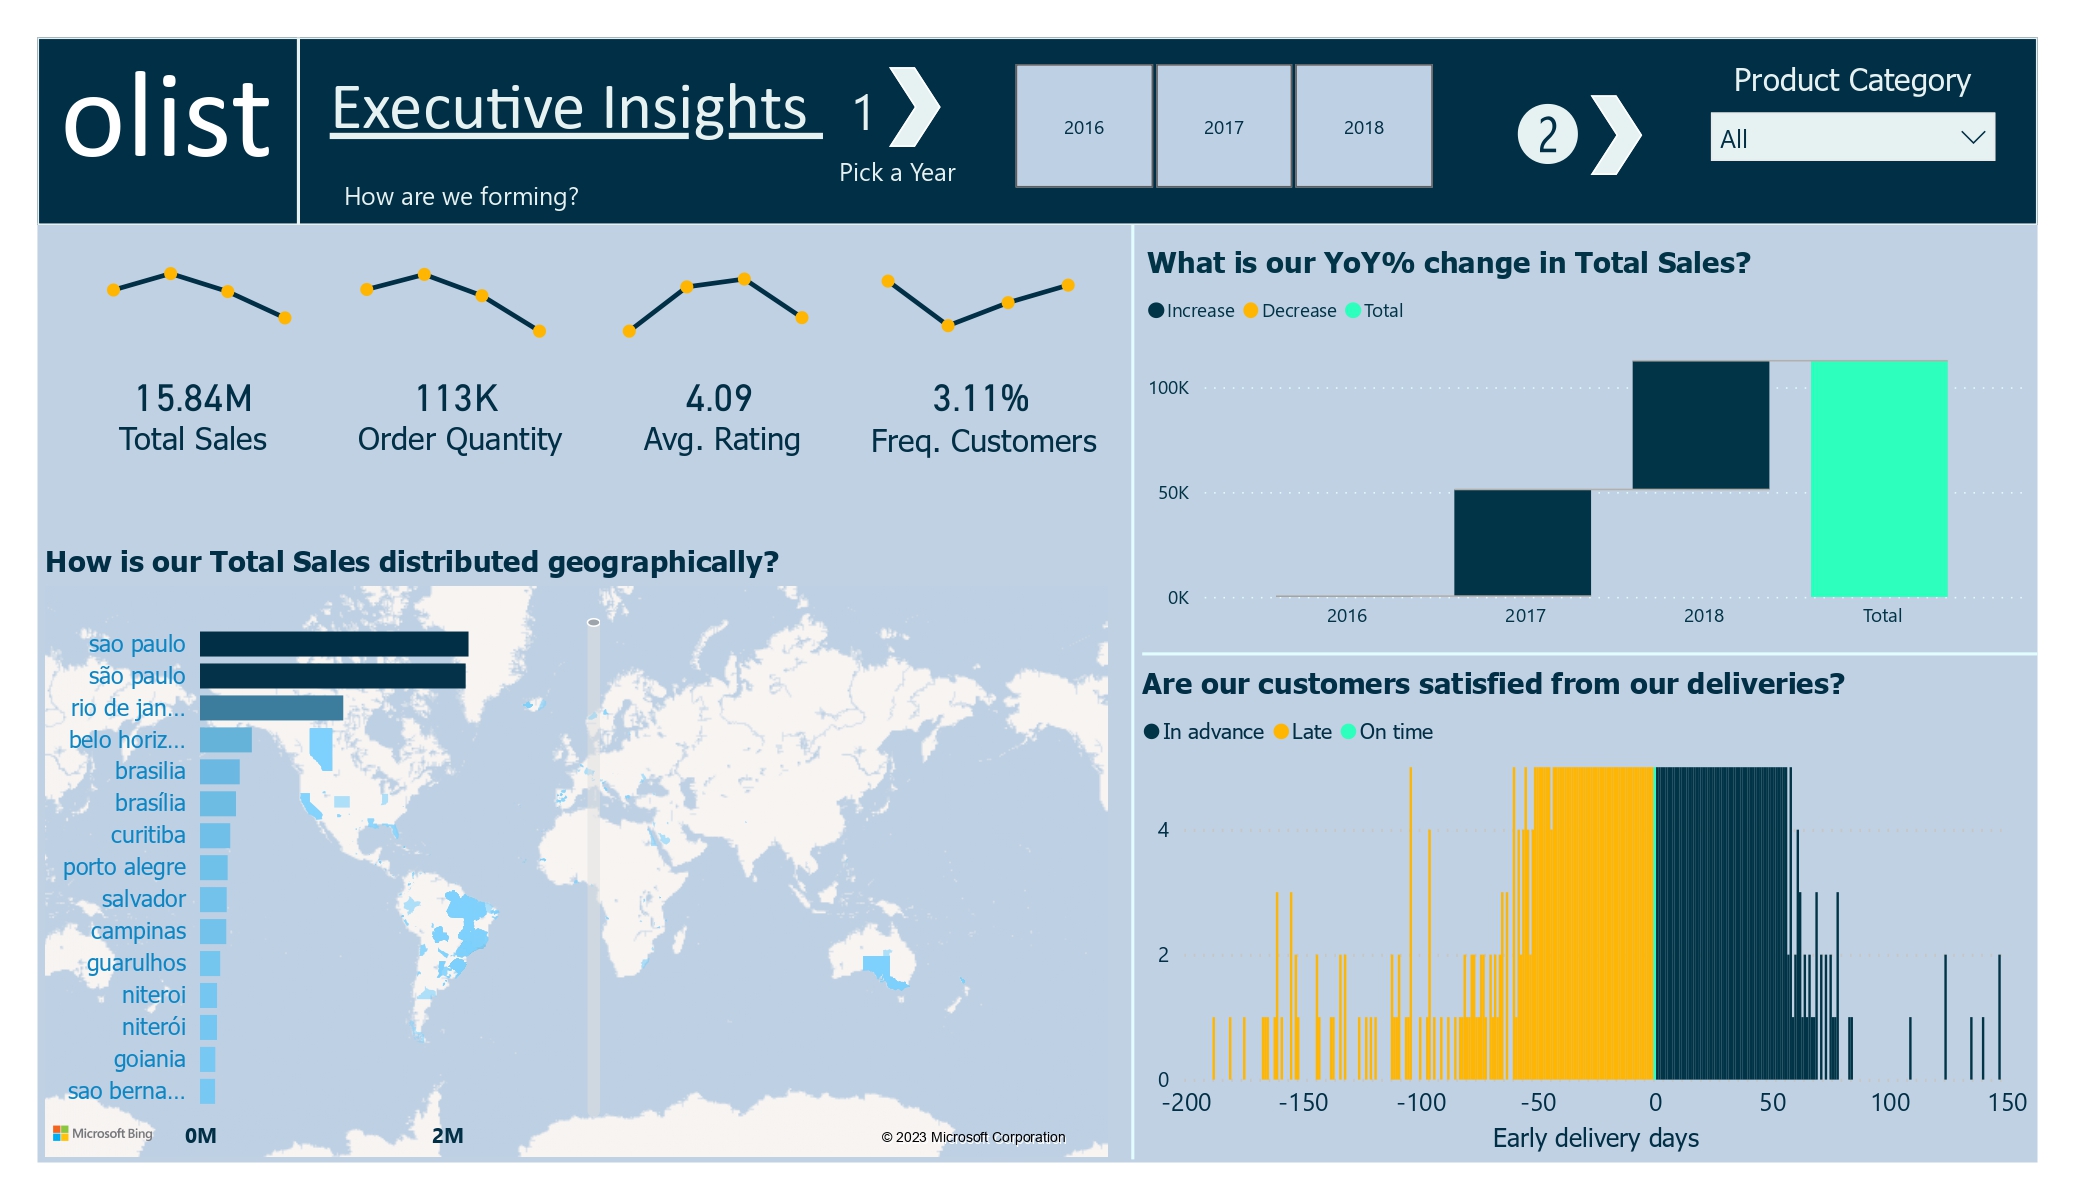 olist
Executive Insights
How are we forming?
1
Pick a Year
2016
2017
2018
2
Product Category
All
15.84M
Total Sales
113K
Order Quantity
4.09
Avg. Rating
3.11%
Freq. Customers
How is our Total Sales distributed geographically?
sao paulo
são paulo
rio de jan...
belo horiz...
brasilia
brasília
curitiba
porto alegre
salvador
campinas
guarulhos
niteroi
niterói
goiania
sao berna...
0M
2M
Microsoft Bing
© 2023 Microsoft Corporation
What is our YoY% change in Total Sales?
Increase Decrease Total
100K
50K
0K
2016
2017
2018
Total
Are our customers satisfied from our deliveries?
In advance Late On time
4
2
0
-200
-150
-100
-50
0
50
100
150
Early delivery days